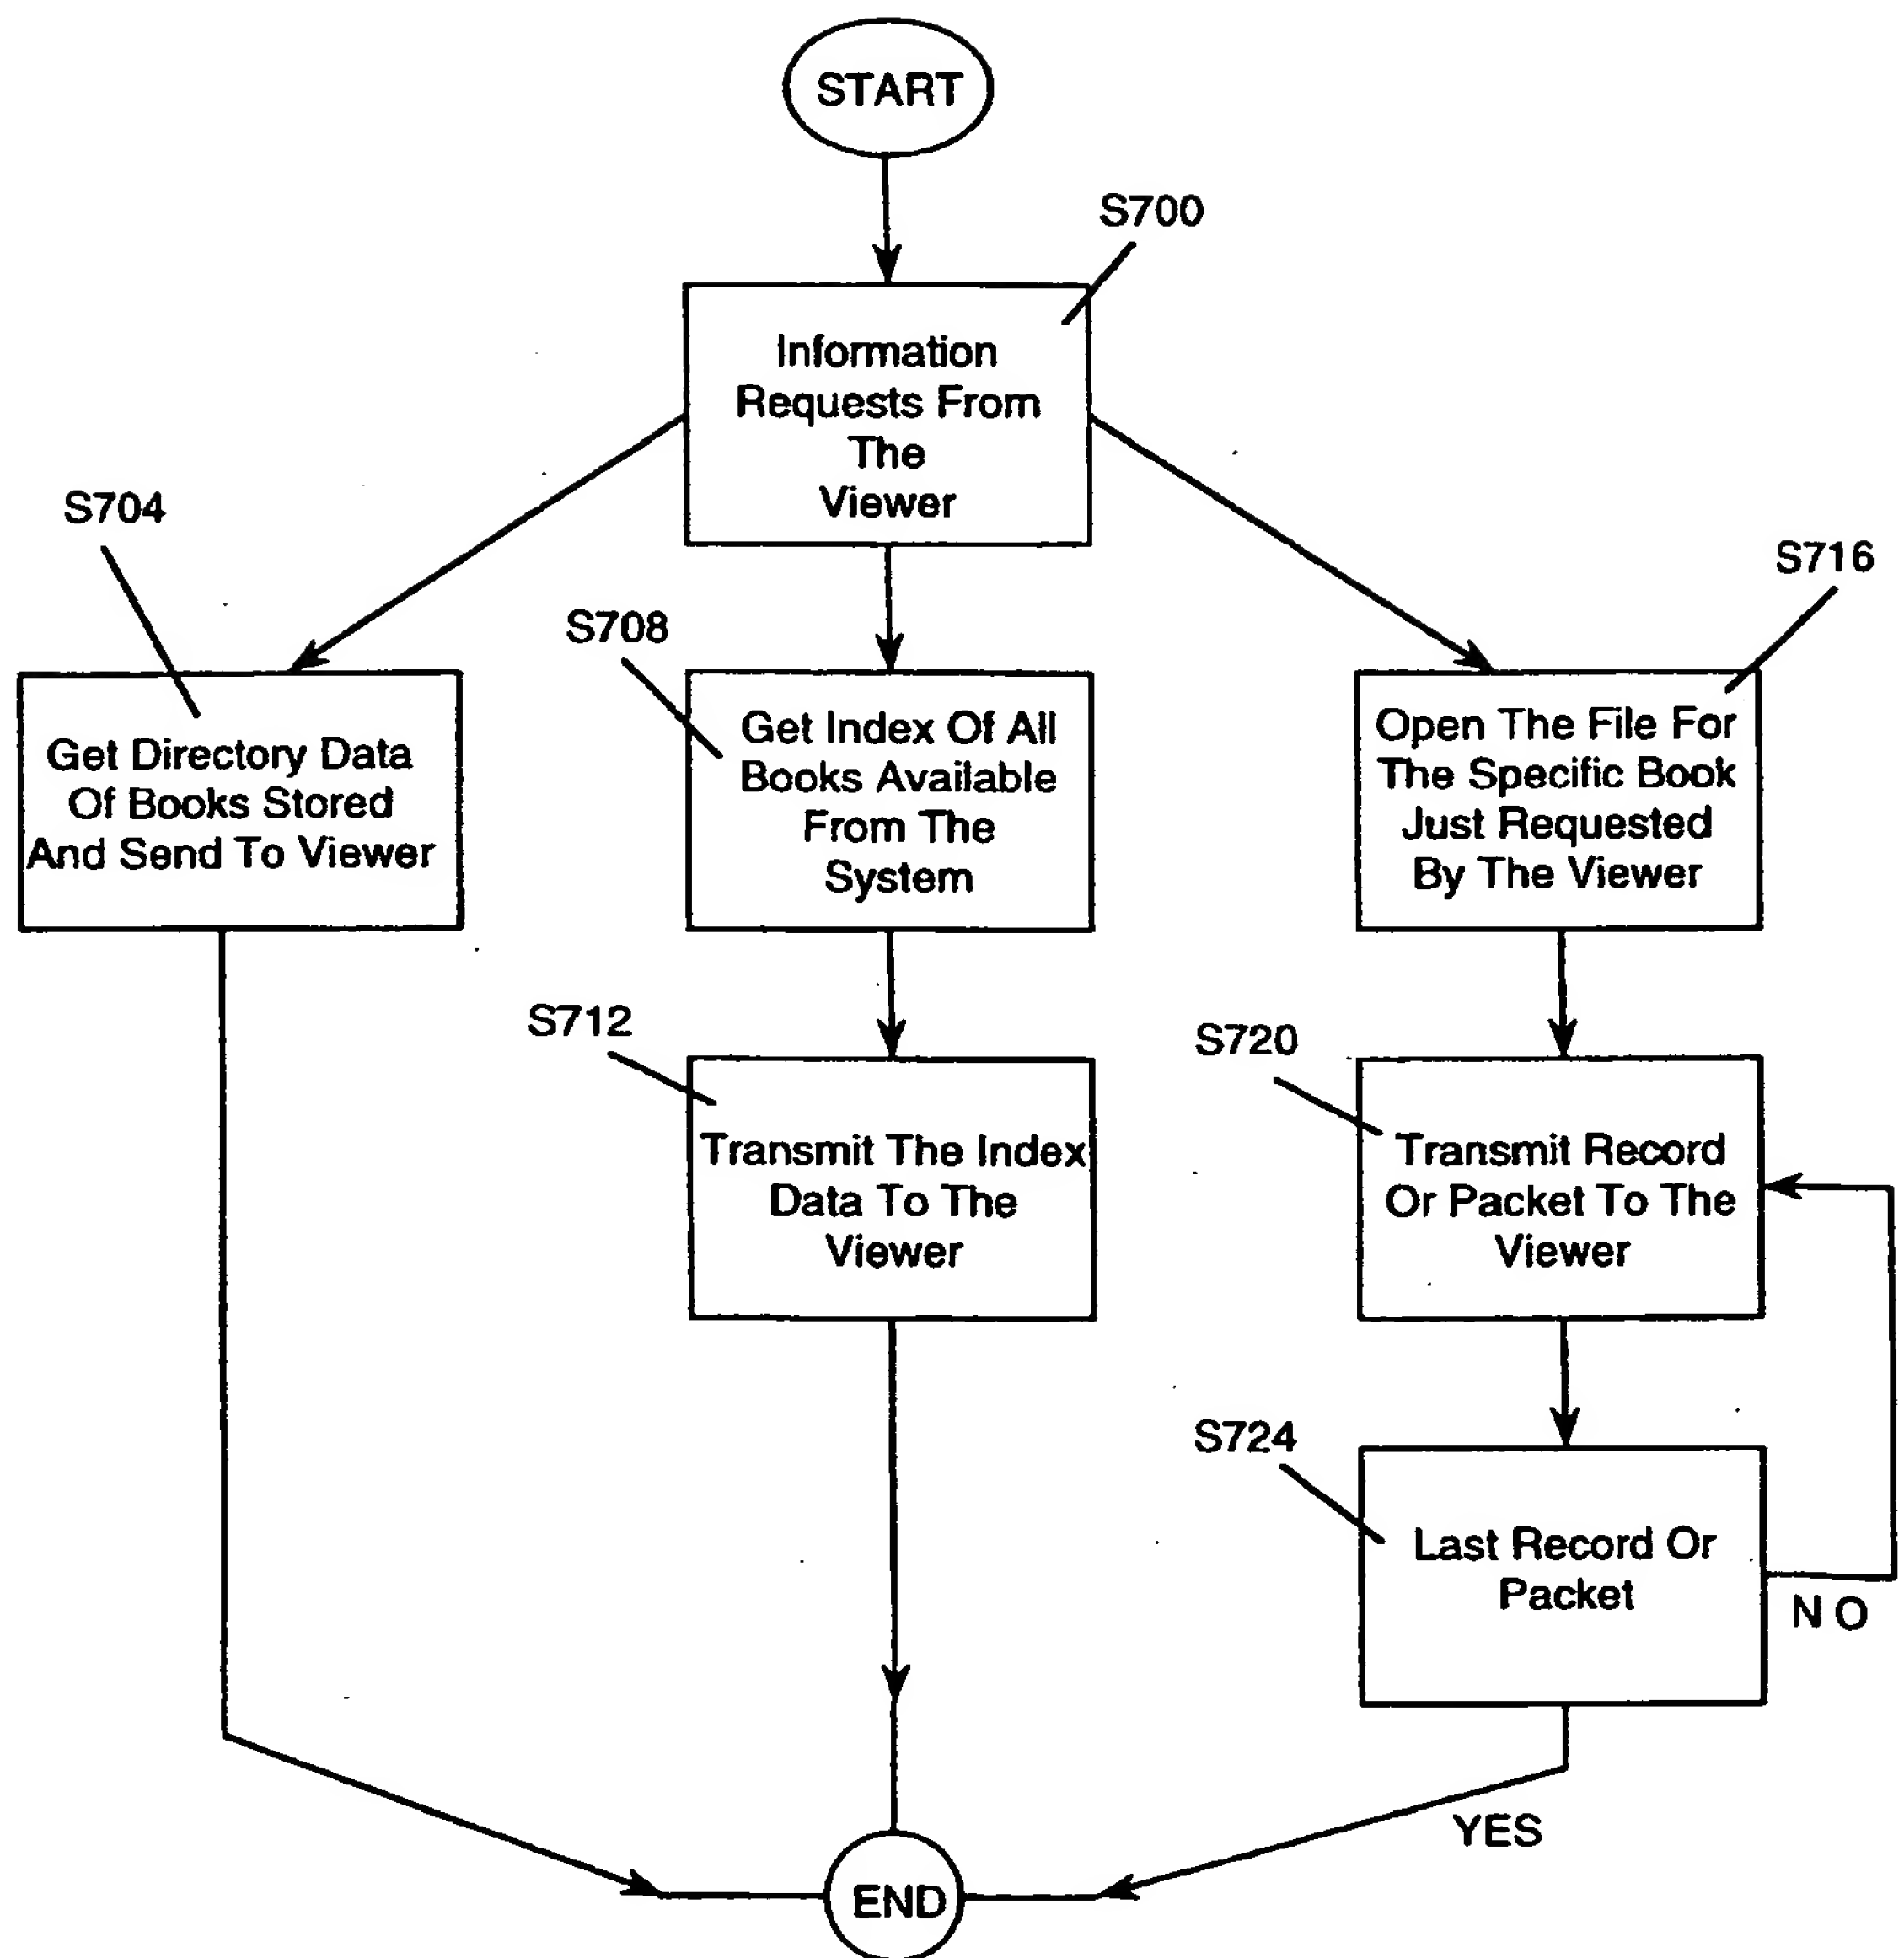 START
S700
Information
Requests From
The
Viewer
S704
Get Directory Data
Of Books Stored
And Send To Viewer
S708
Get Index Of All
Books Available
From The
System
S716
Open The File For
The Specific Book
Just Requested
By The Viewer
S712
Transmit The Index
Data To The
Viewer
S720
Transmit Record
Or Packet To The
Viewer
S724
Last Record Or
Packet
NO
YES
END